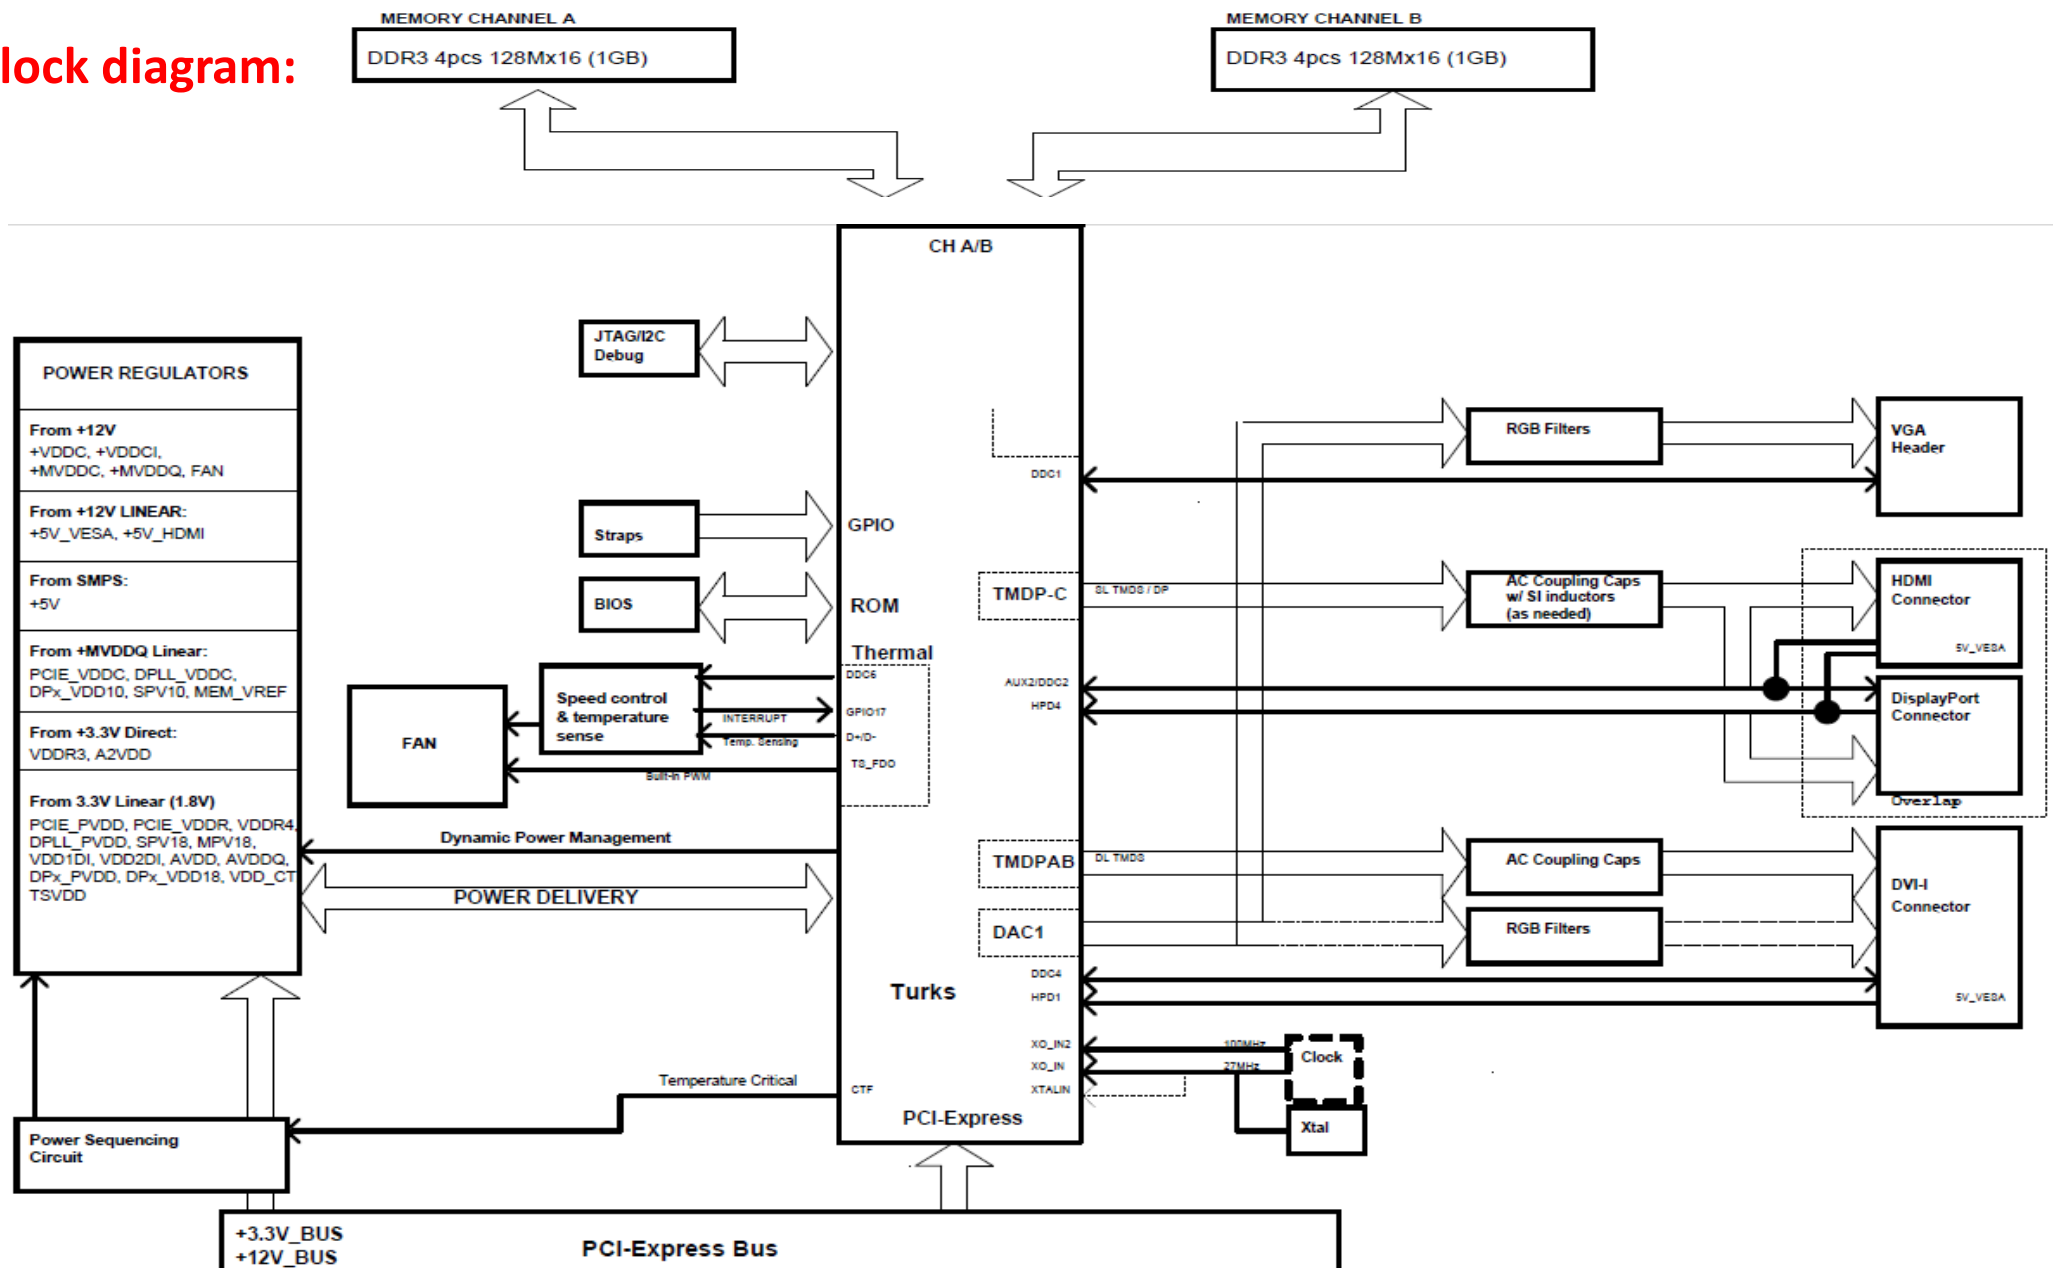 MEMORY CHANNEL A
MEMORY CHANNEL B
lock diagram:
DDR3 4pcs 128Mx16 (1GB)
DDR3 4pcs 128Mx16 (1GB)
CH A/B
JTAG/I2C
Debug
POWER REGULATORS
From +12V
+VDDC, +VDDCI,
+MVDDC, +MVDDQ, FAN
From +12V LINEAR:
+5V_VESA, +5V_HDMI
From SMPS:
+5V
From +MVDDQ Linear:
PCIE_VDDC, DPLL_VDDC,
DPx_VDD10, SPV10, MEM_VREF
From +3.3V Direct:
VDDR3, A2VDD
From 3.3V Linear (1.8V)
PCIE_PVDD, PCIE_VDDR, VDDR4,
DPLL_PVDD, SPV18, MPV18,
VDD1DI, VDD2DI, AVDD, AVDDQ,
DPx_PVDD, DPx_VDD18, VDD_CT
TSVDD
Straps
GPIO
BIOS
ROM
Thermal
DDC6
GPIO17
D+/D-
TS_FDO
Speed control
& temperature
sense
INTERRUPT
Temp. Sensing
Built-in PWM
FAN
Dynamic Power Management
POWER DELIVERY
RGB Filters
VGA
Header
DDC1
TMDP-C
SL TMDS / DP
AC Coupling Caps
w/ SI inductors
(as needed)
HDMI
Connector
5V_VESA
AUX2/DDC2
HPD4
DisplayPort
Connector
Overlap
TMDPAB
DL TMDS
AC Coupling Caps
DVI-I
Connector
DAC1
RGB Filters
DDC4
HPD1
5V_VESA
Turks
XO_IN2
XO_IN
XTALIN
100MHz
27MHz
Clock
Xtal
Temperature Critical
CTF
PCI-Express
Power Sequencing
Circuit
+3.3V_BUS
+12V_BUS
PCI-Express Bus